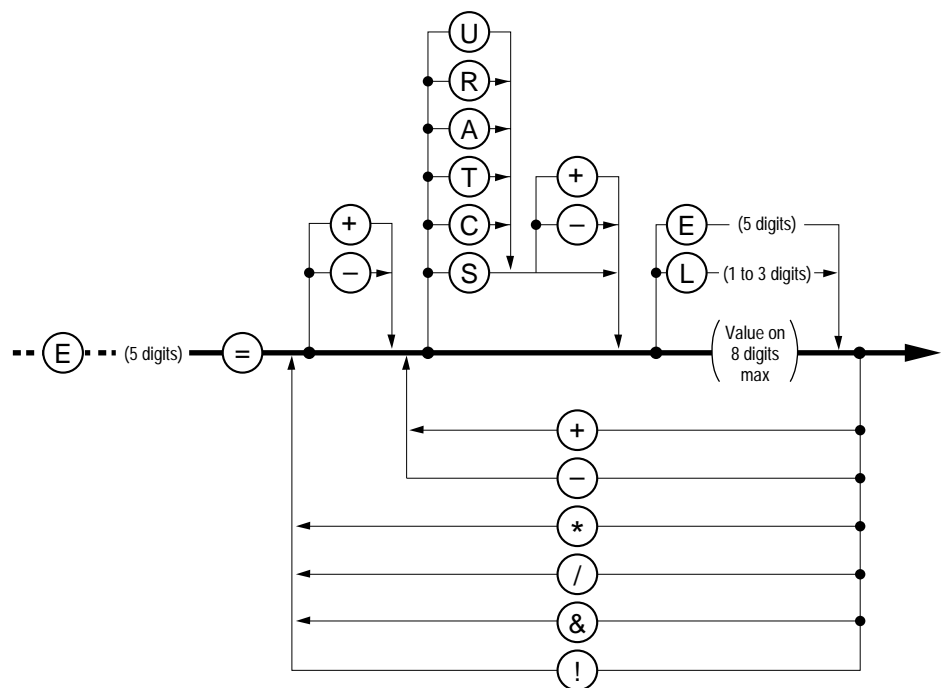 U
R
A
T
C
S
+
−
+
−
E (5 digits)
L (1 to 3 digits)
E (5 digits) =
(Value on
8 digits
max)
+
−
*
/
&
!